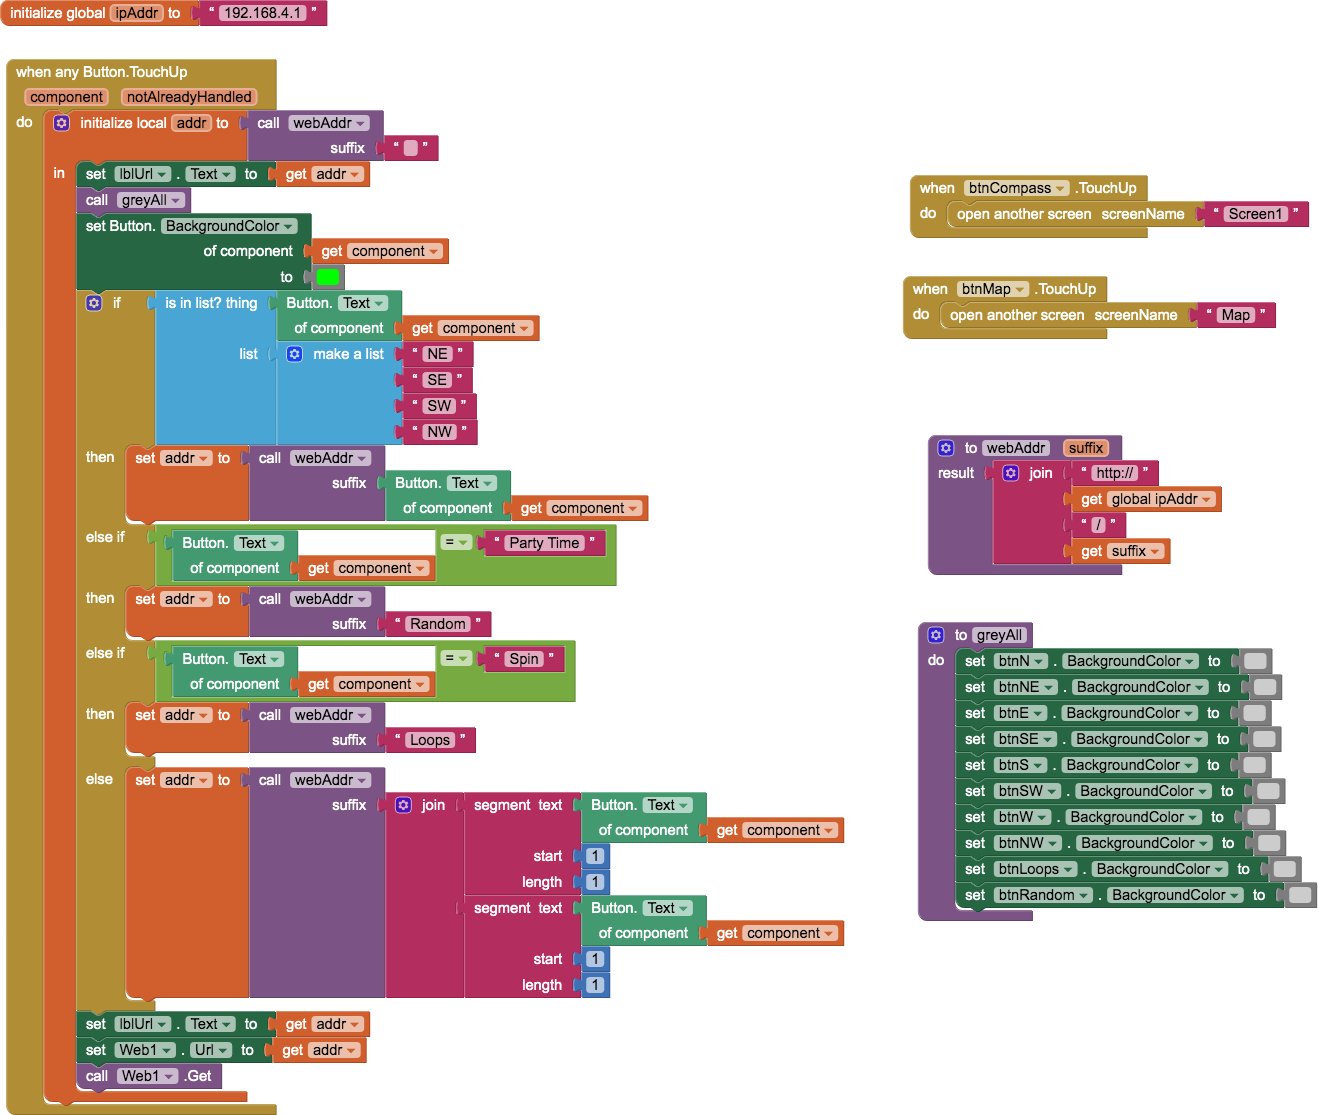 initialize global ipAddr to " 192.168.4.1 "
when any Button.TouchUp
component notAlreadyHandled
do initialize local addr to call webAddr
suffix " "
in set lblUrl . Text to get addr
call greyAll
set Button. BackgroundColor
of component get component
to
if is in list? thing Button. Text
of component get component
list make a list " NE "
" SE "
" SW "
" NW "
then set addr to call webAddr
suffix Button. Text
of component get component
else if Button. Text = " Party Time "
of component get component
then set addr to call webAddr
suffix " Random "
else if Button. Text = " Spin "
of component get component
then set addr to call webAddr
suffix " Loops "
else set addr to call webAddr
suffix join segment text Button. Text
of component get component
start 1
length 1
segment text Button. Text
of component get component
start 1
length 1
set lblUrl . Text to get addr
set Web1 . Url to get addr
call Web1 .Get
when btnCompass .TouchUp
do open another screen screenName " Screen1 "
when btnMap .TouchUp
do open another screen screenName " Map "
to webAddr suffix
result join " http:// "
get global ipAddr
" / "
get suffix
to greyAll
do set btnN . BackgroundColor to
set btnNE . BackgroundColor to
set btnE . BackgroundColor to
set btnSE . BackgroundColor to
set btnS . BackgroundColor to
set btnSW . BackgroundColor to
set btnW . BackgroundColor to
set btnNW . BackgroundColor to
set btnLoops . BackgroundColor to
set btnRandom . BackgroundColor to